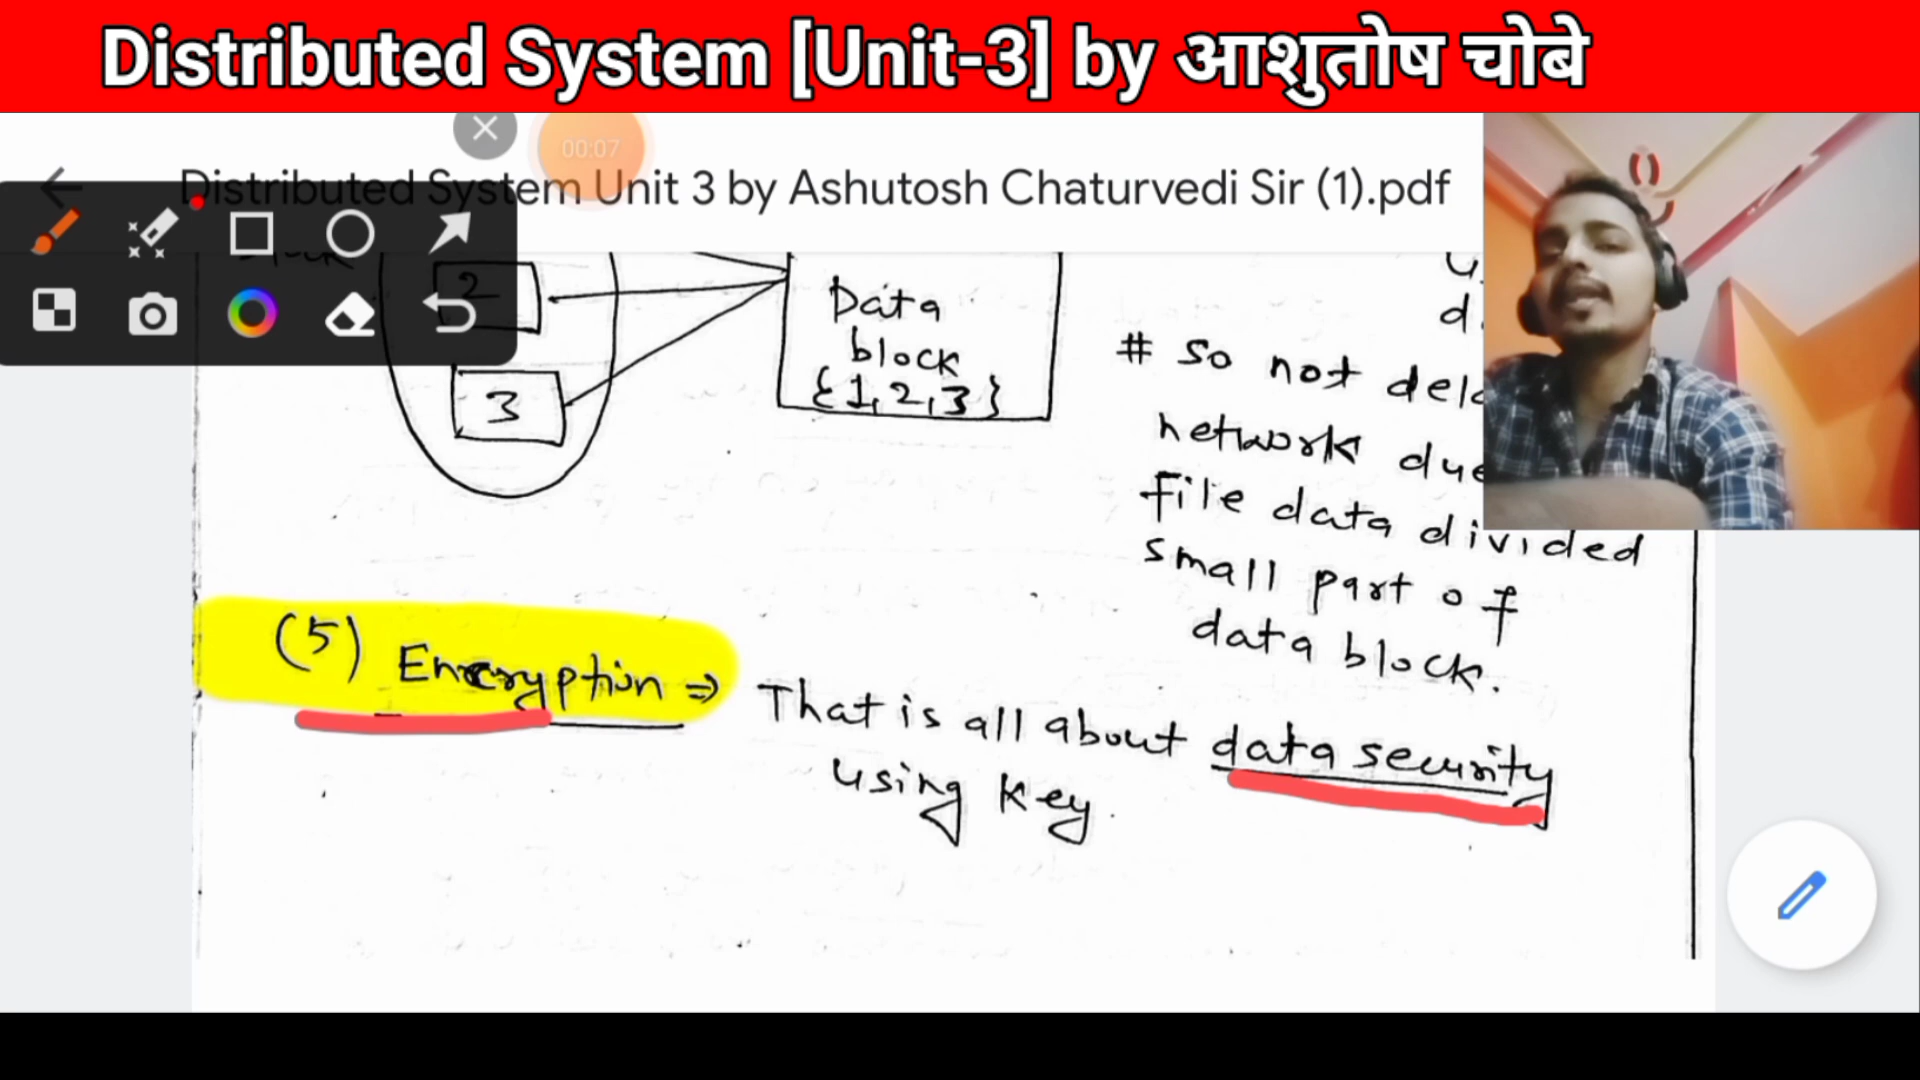 Distributed System [Unit-3] by आशुतोष चोबे
00:07
Distributed System Unit 3 by Ashutosh Chaturvedi Sir (1).pdf
2
3
Data
block
{1,2,3}
# so not
network due
file data divided
small part of
data block.
(5) Encryption ⇒ That is all about data security
using key.